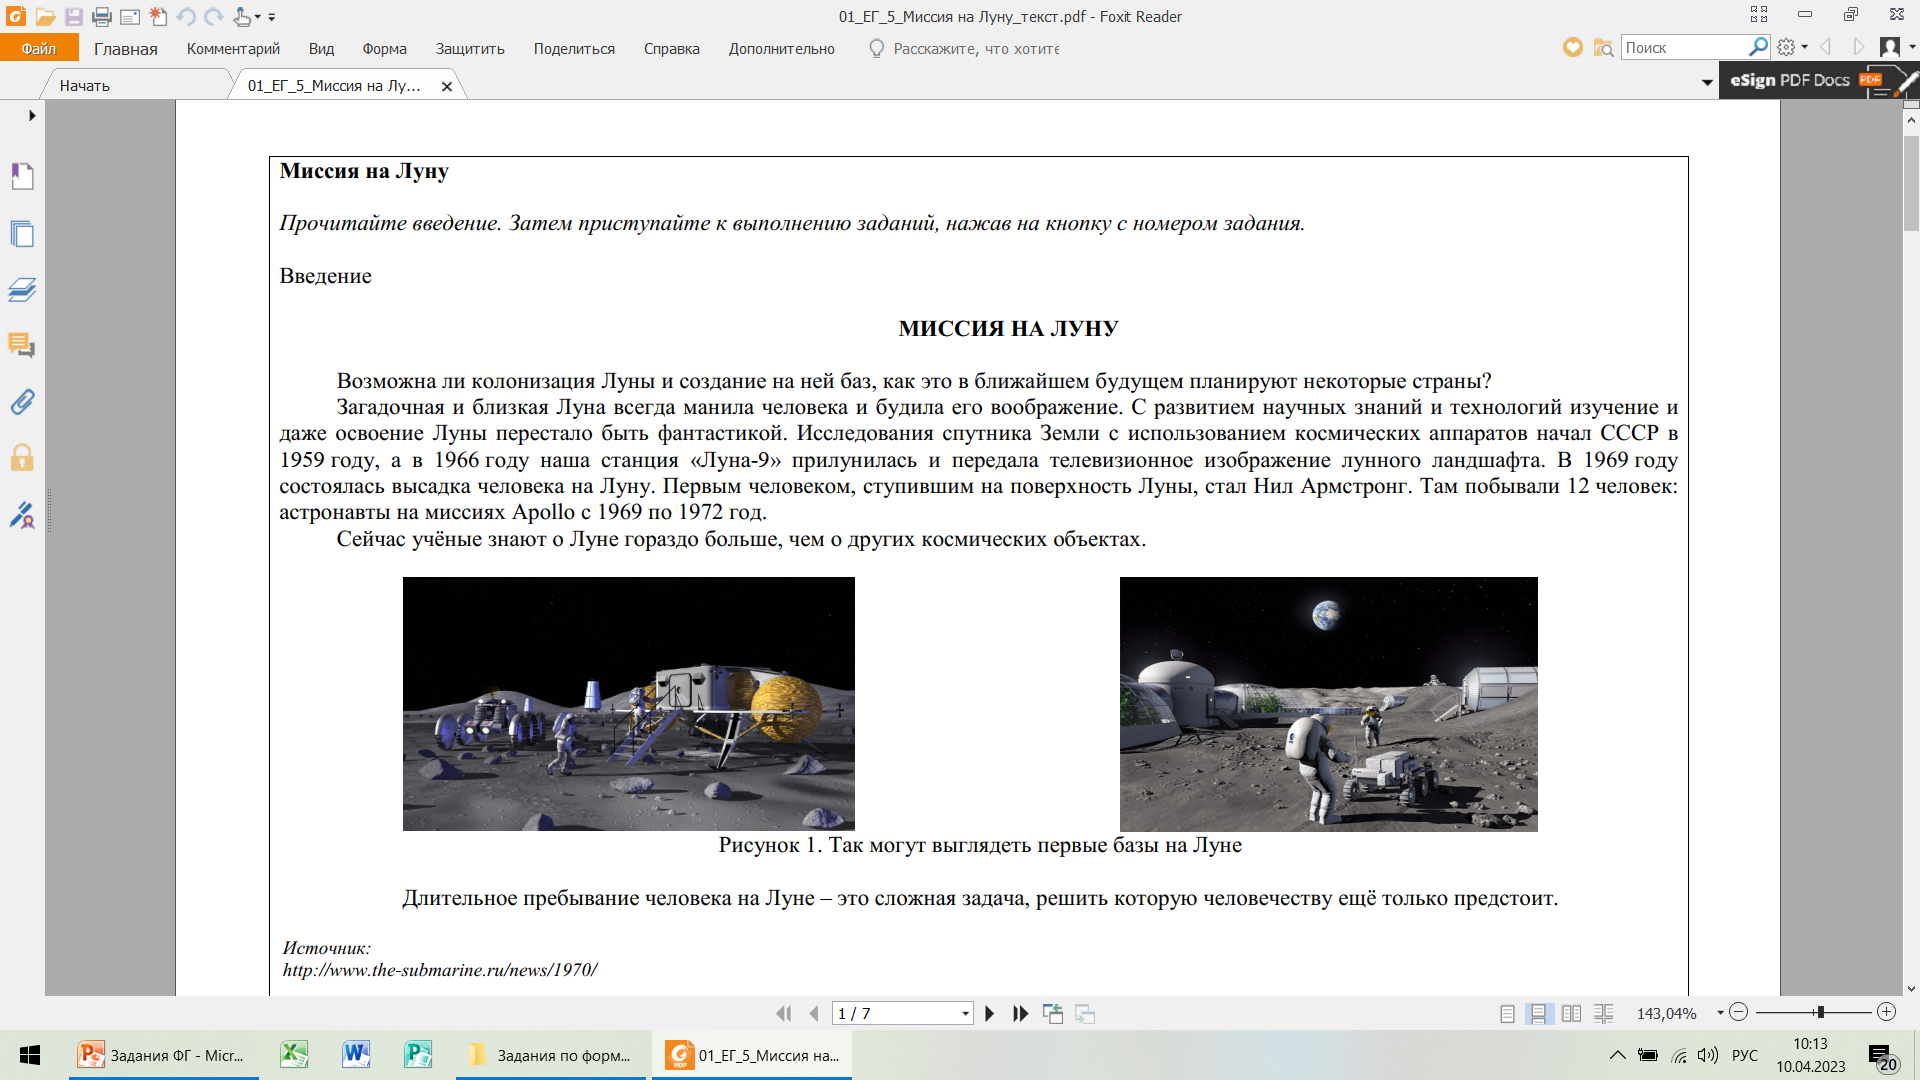 01_ЕГ_5_Миссия на Луну_текст.pdf - Foxit Reader
Файл
Главная
Комментарий
Вид
Форма
Защитить
Поделиться
Справка
Дополнительно
Расскажите, что хотите
Поиск
Начать
01_ЕГ_5_Миссия на Лу...
eSign PDF Docs
PDF
Миссия на Луну
Прочитайте введение. Затем приступайте к выполнению заданий, нажав на кнопку с номером задания.
Введение
МИССИЯ НА ЛУНУ
Возможна ли колонизация Луны и создание на ней баз, как это в ближайшем будущем планируют некоторые страны?
Загадочная и близкая Луна всегда манила человека и будила его воображение. С развитием научных знаний и технологий изучение и
даже освоение Луны перестало быть фантастикой. Исследования спутника Земли с использованием космических аппаратов начал СССР в
1959 году, а в 1966 году наша станция «Луна-9» прилунилась и передала телевизионное изображение лунного ландшафта. В 1969 году
состоялась высадка человека на Луну. Первым человеком, ступившим на поверхность Луны, стал Нил Армстронг. Там побывали 12 человек:
астронавты на миссиях Apollo с 1969 по 1972 год.
Сейчас учёные знают о Луне гораздо больше, чем о других космических объектах.
Рисунок 1. Так могут выглядеть первые базы на Луне
Длительное пребывание человека на Луне – это сложная задача, решить которую человечеству ещё только предстоит.
Источник:
http://www.the-submarine.ru/news/1970/
1 / 7
143,04%
Задания ФГ - Micr...
Задания по форм...
01_ЕГ_5_Миссия на...
РУС
10:13
10.04.2023
20